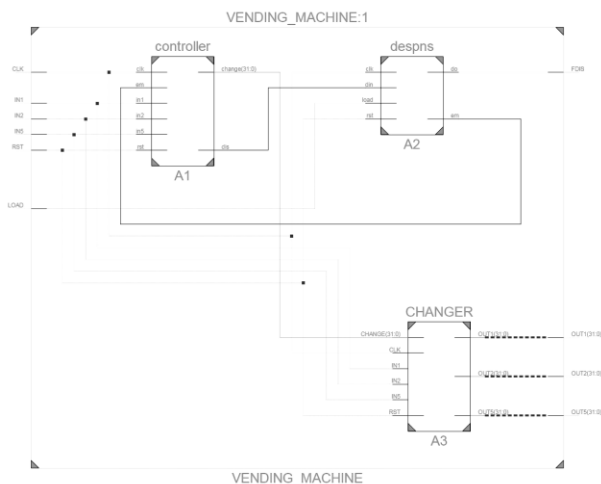 VENDING_MACHINE:1
controller
despns
CLK
clk
change(31:0)
clk
dis
FDIS
em
din
IN1
in1
load
IN2
in2
rst
em
IN5
in5
RST
rst
dis
A1
A2
LOAD
CHANGER
CHANGE(31:0)
OUT1(31:0)
OUT1(31:0)
CLK
IN1
OUT2(31:0)
OUT2(31:0)
IN2
IN5
RST
OUT5(31:0)
OUT5(31:0)
A3
VENDING_MACHINE